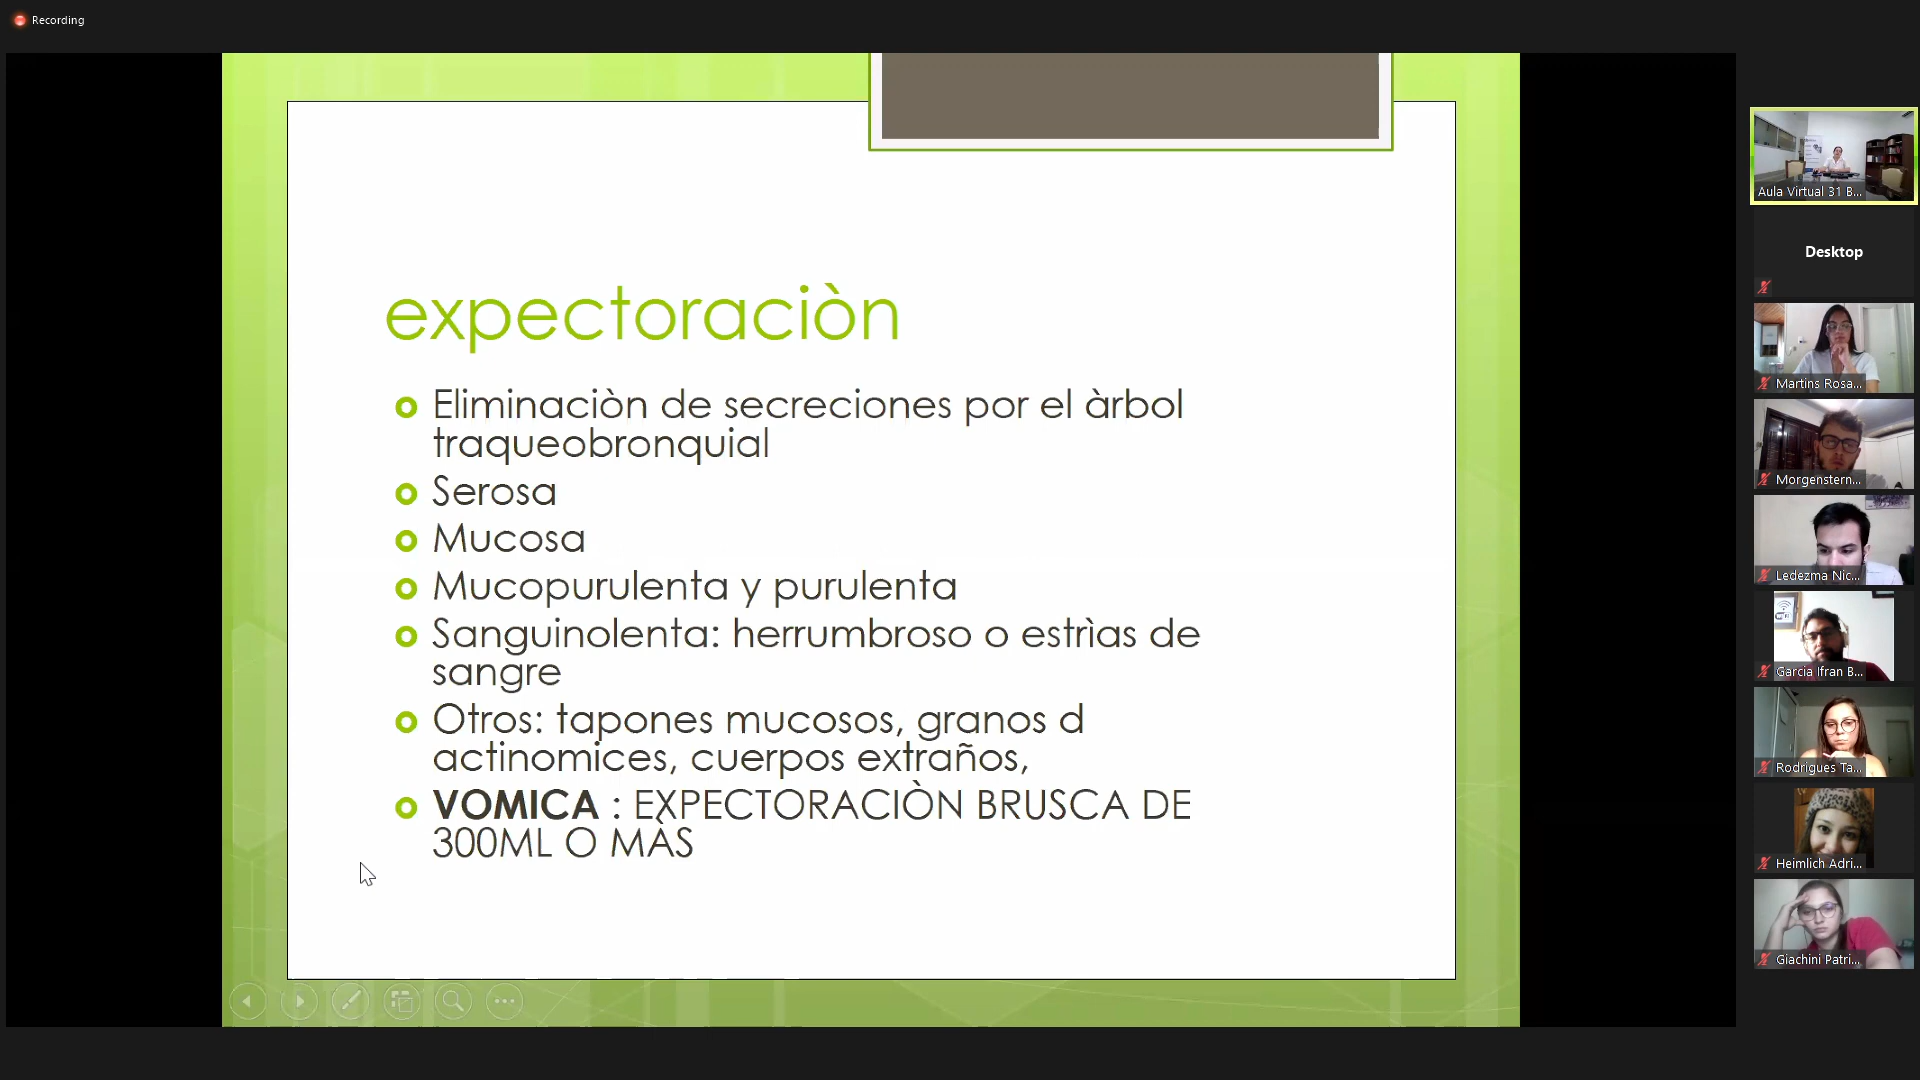 Recording
expectoraciòn
Eliminaciòn de secreciones por el àrbol
traqueobronquial
Serosa
Mucosa
Mucopurulenta y purulenta
Sanguinolenta: herrumbroso o estrìas de
sangre
Otros: tapones mucosos, granos d
actinomices, cuerpos extraños,
VOMICA : EXPECTORACIÒN BRUSCA DE
300ML O MÀS
Aula Virtual 31 B...
Desktop
Martins Rosa...
Morgenstern...
Ledezma Nic...
Garcia Ifran B...
Rodrigues Ta...
Heimlich Adri...
Giachini Patri...